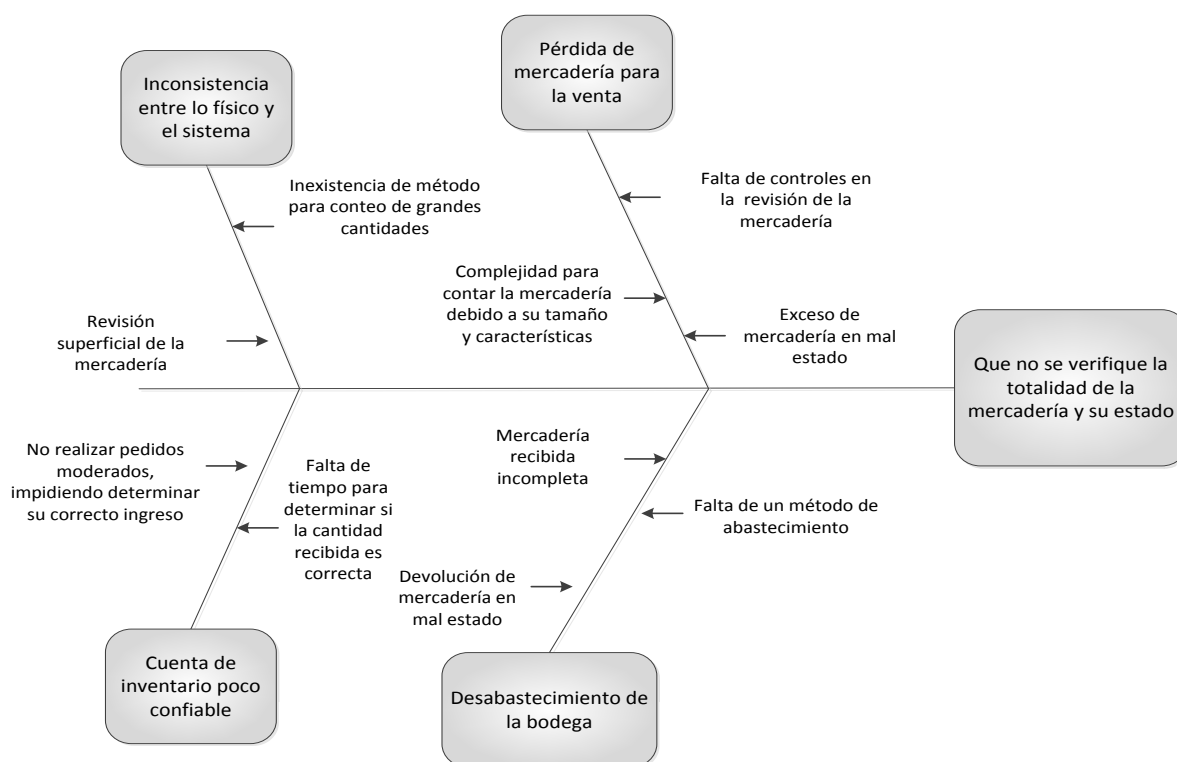 Pérdida de
mercadería para
la venta
Inconsistencia
entre lo físico y
el sistema
Inexistencia de método
para conteo de grandes
cantidades
Falta de controles en
la revisión de la
mercadería
Complejidad para
contar la mercadería
debido a su tamaño
y características
Revisión
superficial de la
mercadería
Exceso de
mercadería en mal
estado
Que no se verifique la
totalidad de la
mercadería y su estado
No realizar pedidos
moderados,
impidiendo determinar
su correcto ingreso
Falta de
tiempo para
determinar si
la cantidad
recibida es
correcta
Mercadería
recibida
incompleta
Falta de un método de
abastecimiento
Devolución de
mercadería en
mal estado
Cuenta de
inventario poco
confiable
Desabastecimiento de
la bodega